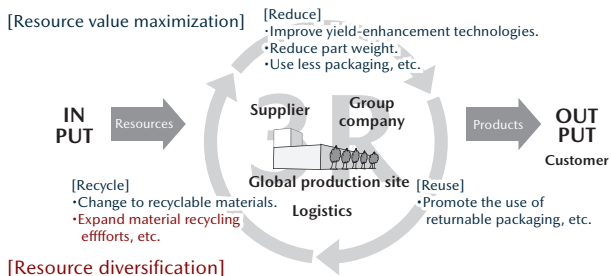 [Resource value maximization]
[Reduce]
•Improve yield-enhancement technologies.
•Reduce part weight.
•Use less packaging, etc.
3R
IN
PUT
Resources
Supplier
Group
company
Products
OUT
PUT
Customer
Global production site
Logistics
[Recycle]
•Change to recyclable materials.
•Expand material recycling
efffforts, etc.
[Reuse]
•Promote the use of
returnable packaging, etc.
[Resource diversification]